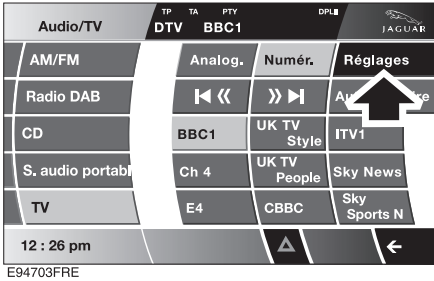 Audio/TV
TP TA PTY DPLII
DTV BBC1
JAGUAR
AM/FM Analog. Numér. Réglages
Radio DAB
CD BBC1 UK TV Style ITV1
S. audio portabl Ch 4 UK TV People Sky News
TV E4 CBBC Sky Sports N
12 : 26 pm
E94703FRE